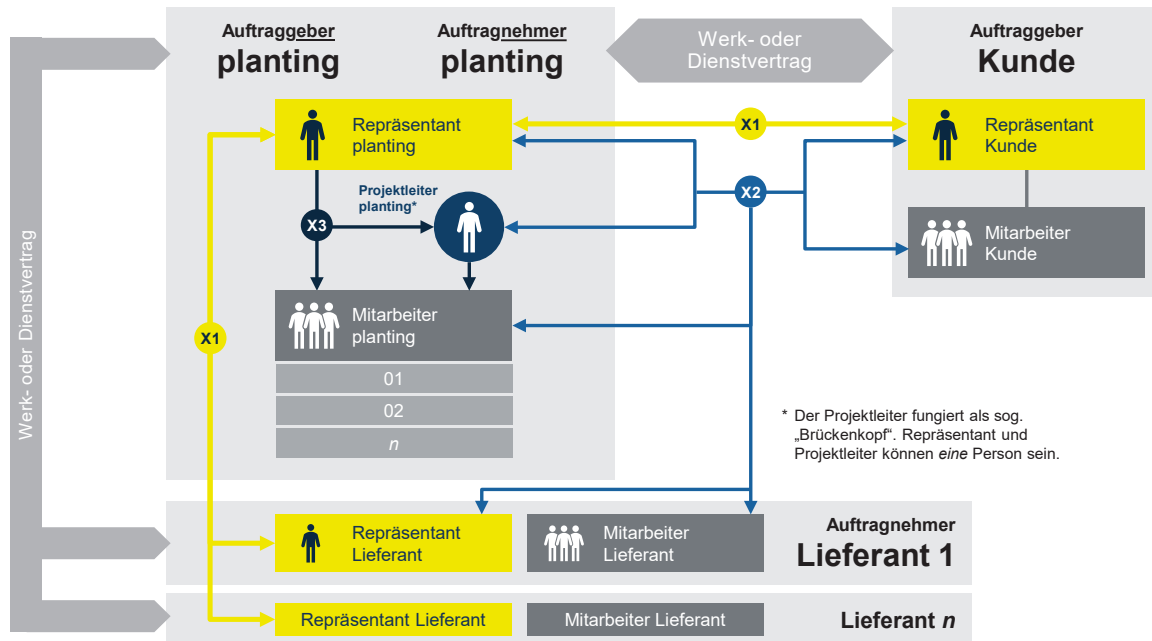 Auftraggeber
planting
Auftragnehmer
planting
Werk- oder
Dienstvertrag
Auftraggeber
Kunde
Repräsentant
planting
X1
Repräsentant
Kunde
Projektleiter
planting*
X2
X3
Mitarbeiter
Kunde
Werk- oder Dienstvertrag
Mitarbeiter
planting
X1
01
02
n
* Der Projektleiter fungiert als sog.
„Brückenkopf“. Repräsentant und
Projektleiter können eine Person sein.
Repräsentant
Lieferant
Mitarbeiter
Lieferant
Auftragnehmer
Lieferant 1
Repräsentant Lieferant
Mitarbeiter Lieferant
Lieferant n